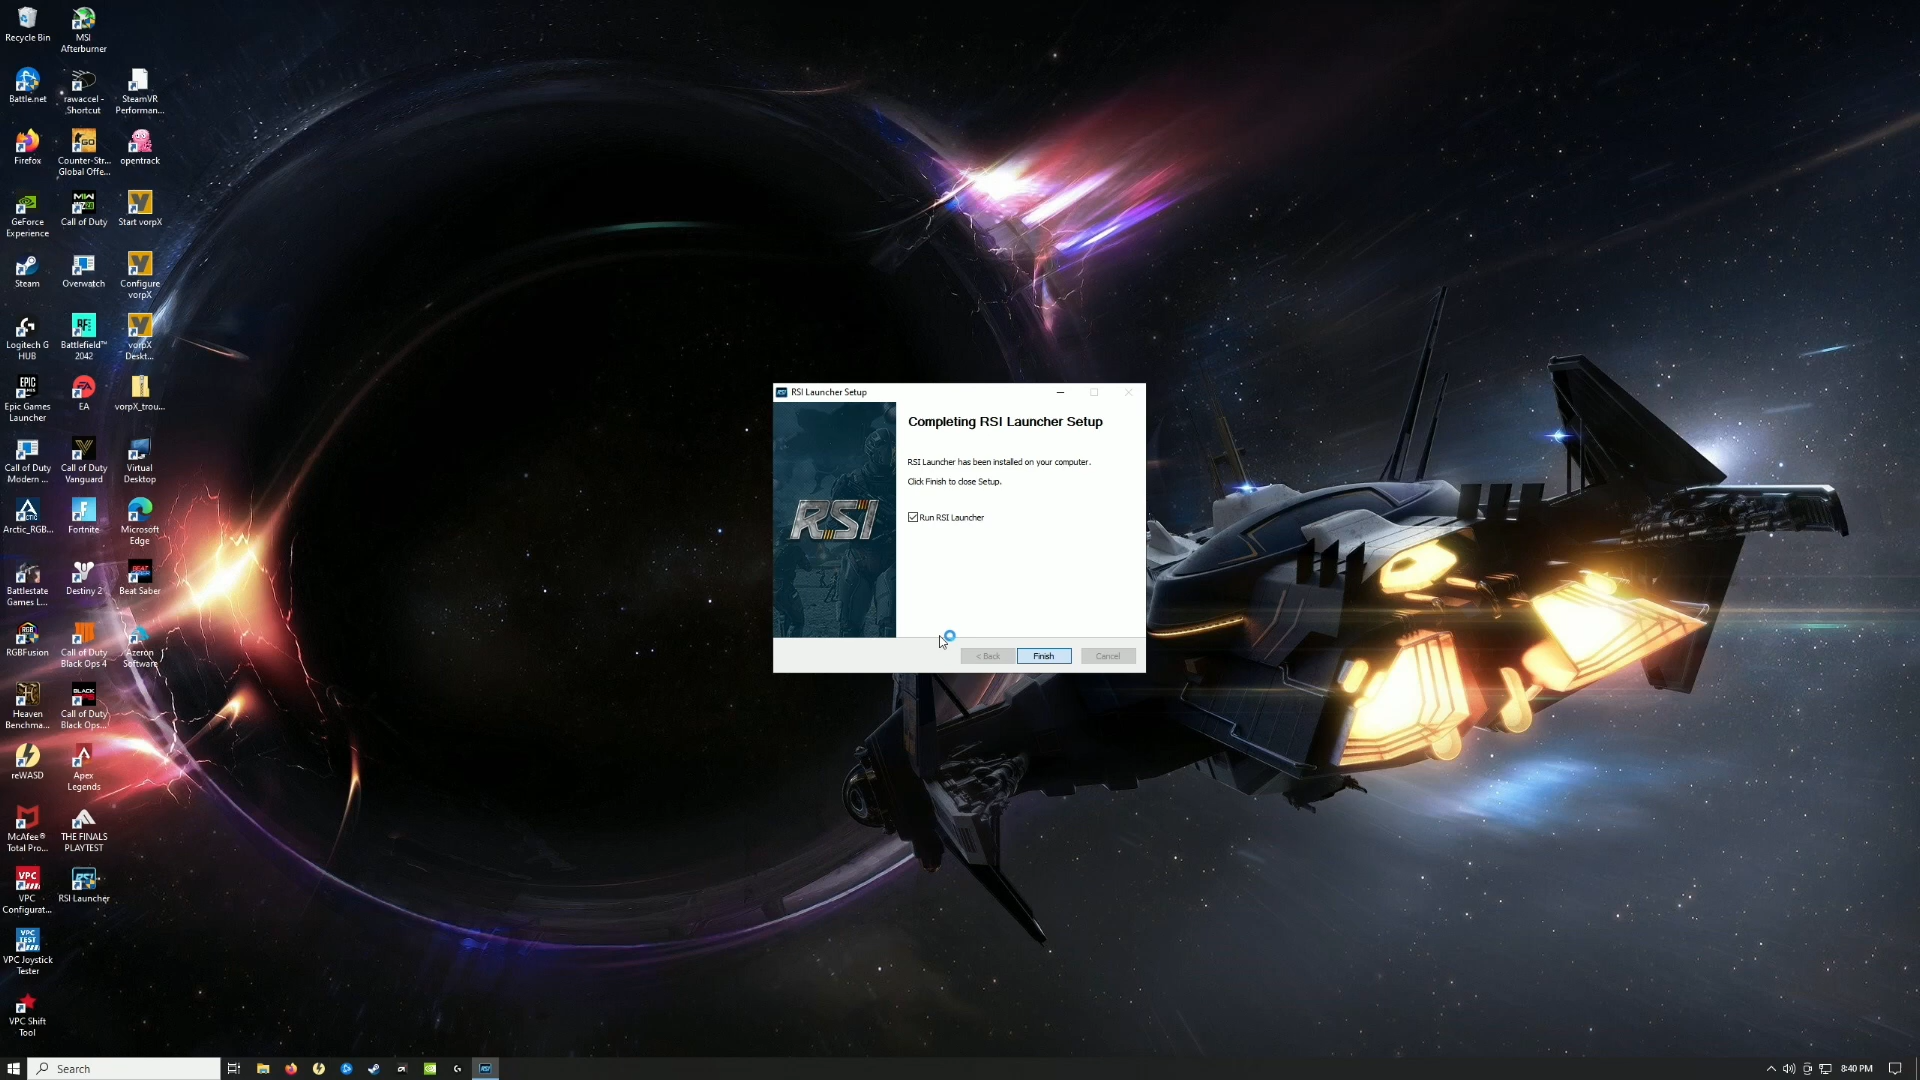 Recycle Bin
MSI
Afterburner
Battle.net
rawaccel -
Shortcut
SteamVR
Performan...
Firefox
Counter-Str...
Global Offe...
opentrack
GeForce
Experience
Call of Duty
Start vorpX
Steam
Overwatch
Configure
vorpX
Logitech G
HUB
Battlefield™
2042
vorpX
Deskt...
Epic Games
Launcher
EA
vorpX_trou...
Call of Duty
Modern ...
Call of Duty
Vanguard
Virtual
Desktop
Arctic_RGB...
Fortnite
Microsoft
Edge
Battlestate
Games L...
Destiny 2
Beat Saber
RGBFusion
Call of Duty
Black Ops 4
Azeron
Software
Heaven
Benchma...
Call of Duty
Black Ops...
reWASD
Apex
Legends
McAfee®
Total Pro...
THE FINALS
PLAYTEST
VPC
Configurat...
RSI Launcher
VPC Joystick
Tester
VPC Shift
Tool
RSI Launcher Setup
Completing RSI Launcher Setup
RSI Launcher has been installed on your computer.
Click Finish to close Setup.
Run RSI Launcher
RSI
< Back
Finish
Cancel
Search
8:40 PM